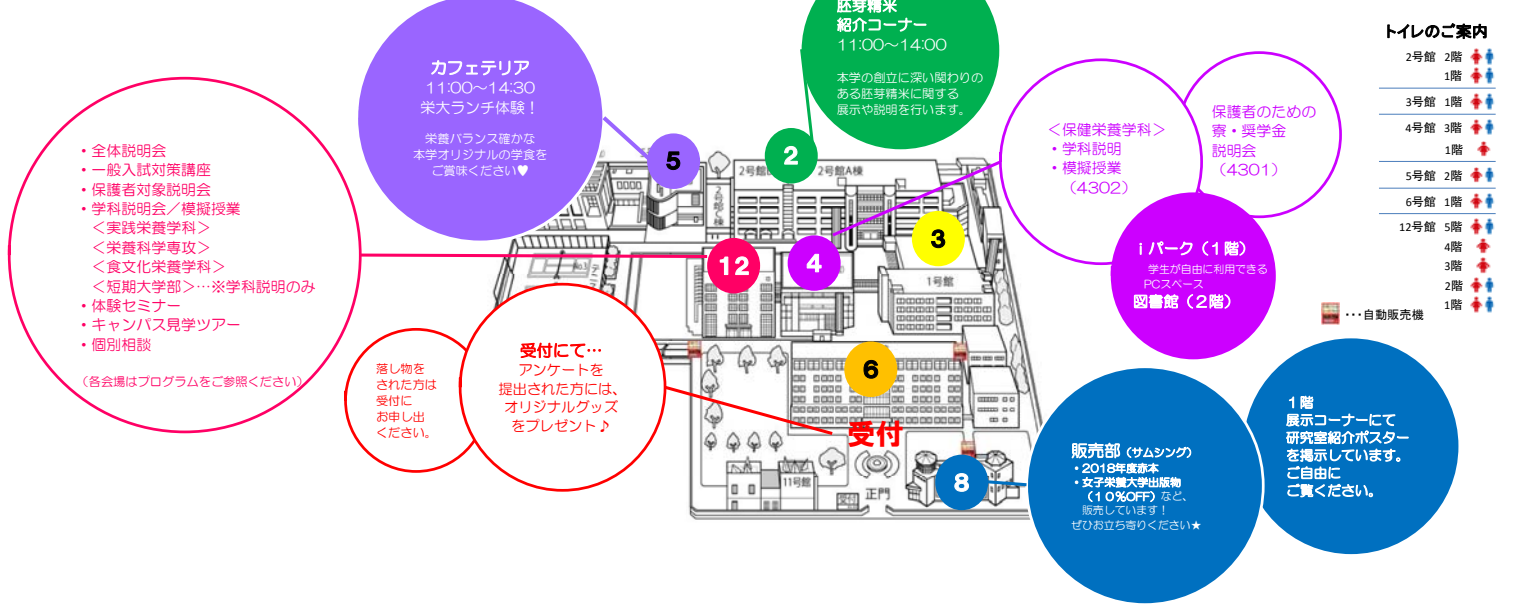 ・全体説明会
・一般入試対策講座
・保護者対象説明会
・学科説明会／模擬授業
＜実践栄養学科＞
＜栄養科学専攻＞
＜食文化栄養学科＞
＜短期大学部＞…※学科説明のみ
・体験セミナー
・キャンパス見学ツアー
・個別相談
（各会場はプログラムをご参照ください）
カフェテリア
11:00～14:30
栄大ランチ体験！
栄養バランス確かな
本学オリジナルの学食を
ご賞味ください♥
胚芽精米
紹介コーナー
11:00～14:00
本学の創立に深い関わりの
ある胚芽精米に関する
展示や説明を行います。
＜保健栄養学科＞
・学科説明
・模擬授業
（4302）
保護者のための
寮・奨学金
説明会
（4301）
i パーク（１階）
学生が自由に利用できる
PCスペース
図書館（２階）
トイレのご案内
2号館 2階
1階
3号館 1階
4号館 3階
1階
5号館 2階
6号館 1階
12号館 5階
4階
3階
2階
1階
・・・自動販売機
5
2
2号館
2号館A棟
2号館C棟
3
12
4
1号館
No.3
6
受付
8
11号館
受付
正門
落し物を
された方は
受付に
お申し出
ください。
受付にて…
アンケートを
提出された方には、
オリジナルグッズ
をプレゼント♪
販売部（サムシング）
・2018年度赤本
・女子栄養大学出版物
（１０％OFF）など、
販売しています！
ぜひお立ち寄りください★
１階
展示コーナーにて
研究室紹介ポスター
を掲示しています。
ご自由に
ご覧ください。